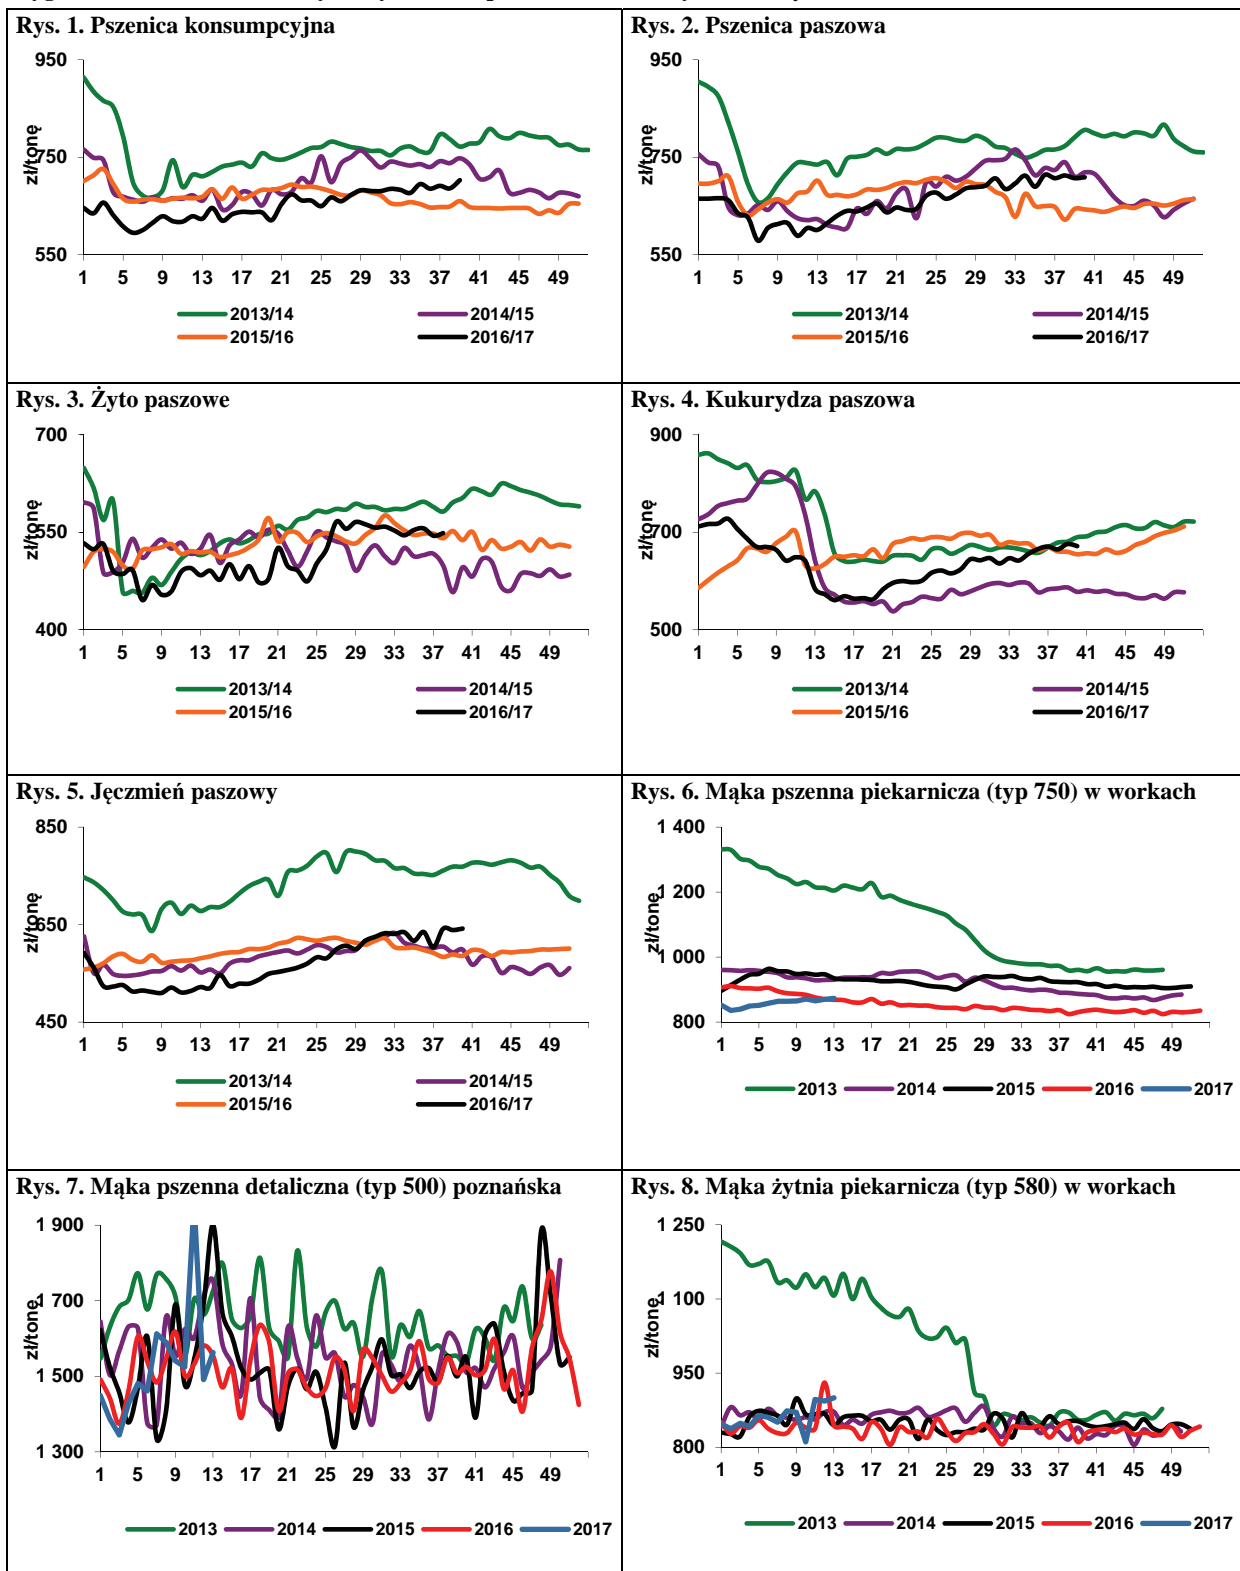 Rys. 1. Pszenica konsumpcyjna
950
750
550
zł/tonę
1 5 9 13 17 21 25 29 33 37 41 45 49
2013/14 2014/15
2015/16 2016/17
Rys. 2. Pszenica paszowa
950
750
550
zł/tonę
1 5 9 13 17 21 25 29 33 37 41 45 49
2013/14 2014/15
2015/16 2016/17
Rys. 3. Żyto paszowe
700
550
400
zł/tonę
1 5 9 13 17 21 25 29 33 37 41 45 49
2013/14 2014/15
2015/16 2016/17
Rys. 4. Kukurydza paszowa
900
700
500
zł/tonę
1 5 9 13 17 21 25 29 33 37 41 45 49
2013/14 2014/15
2015/16 2016/17
Rys. 5. Jęczmień paszowy
850
650
450
zł/tonę
1 5 9 13 17 21 25 29 33 37 41 45 49
2013/14 2014/15
2015/16 2016/17
Rys. 6. Mąka pszenna piekarnicza (typ 750) w workach
1 400
1 200
1 000
800
zł/tonę
1 5 9 13 17 21 25 29 33 37 41 45 49
2013 2014 2015 2016 2017
Rys. 7. Mąka pszenna detaliczna (typ 500) poznańska
1 900
1 700
1 500
1 300
zł/tonę
1 5 9 13 17 21 25 29 33 37 41 45 49
2013 2014 2015 2016 2017
Rys. 8. Mąka żytnia piekarnicza (typ 580) w workach
1 250
1 100
950
800
zł/tonę
1 5 9 13 17 21 25 29 33 37 41 45 49
2013 2014 2015 2016 2017